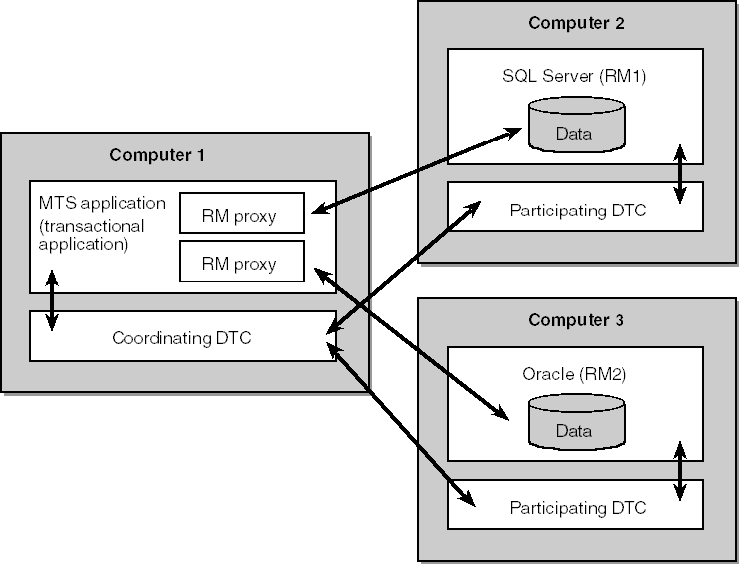 Computer 1
MTS application
(transactional
application)
RM proxy
RM proxy
Coordinating DTC
Computer 2
SQL Server (RM1)
Data
Participating DTC
Computer 3
Oracle (RM2)
Data
Participating DTC